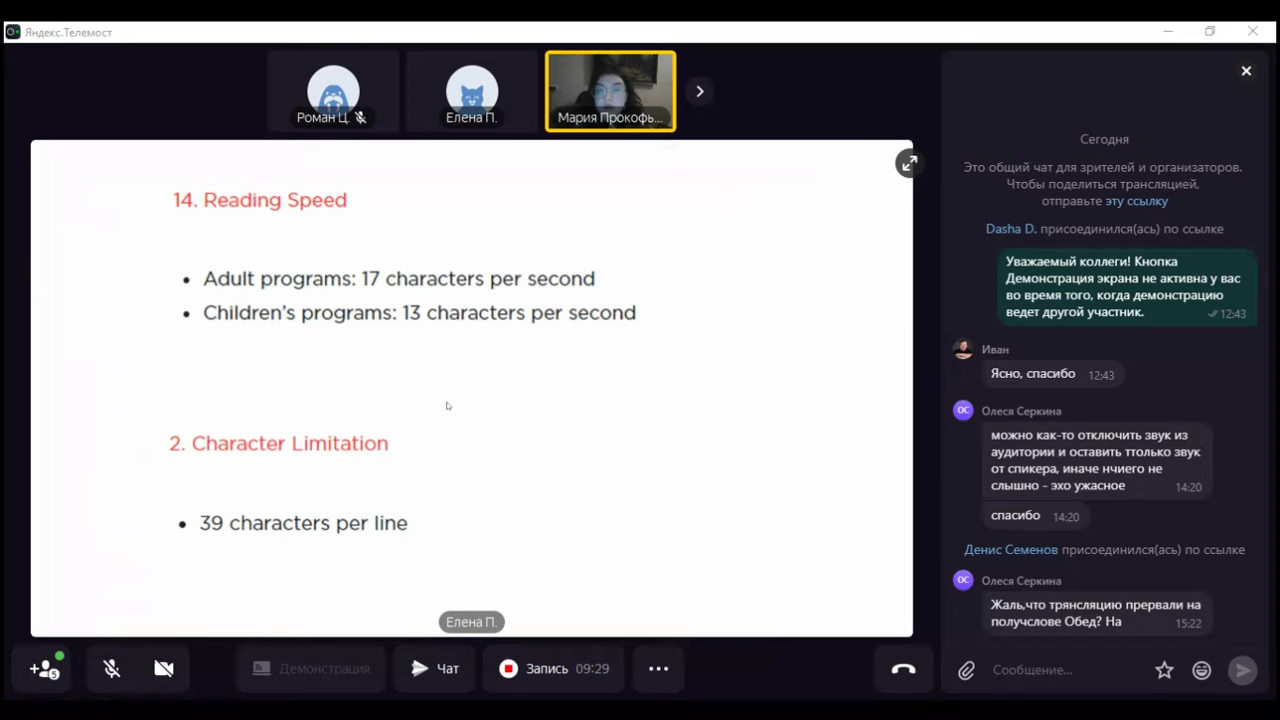 Яндекс.Телемост
Роман Ц.
Елена П.
Мария Прокофь...
14. Reading Speed
• Adult programs: 17 characters per second
• Children's programs: 13 characters per second
2. Character Limitation
• 39 characters per line
Елена П.
5
Демонстрация
Чат
Запись 09:29
Сегодня
Это общий чат для зрителей и организаторов.
Чтобы поделиться трансляцией,
отправьте эту ссылку
Dasha D. присоединился(ась) по ссылке
Уважаемый коллеги! Кнопка
Демонстрация экрана не активна у вас
во время того, когда демонстрацию
ведет другой участник.
12:43
Иван
Ясно, спасибо 12:43
ОС Олеся Серкина
можно как-то отключить звук из
аудитории и оставить ттолько звук
от спикера, иначе нчиего не
слышно - эхо ужасное 14:20
спасибо 14:20
Денис Семенов присоединился(ась) по ссылке
ОС Олеся Серкина
Жаль,что трянсляцию прервали на
получслове Обед? На 15:22
Сообщение...